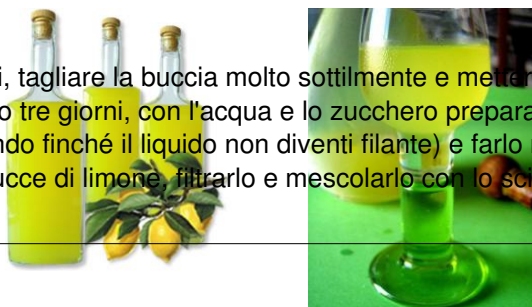 i, tagliare la buccia molto sottilmente e metter
o tre giorni, con l'acqua e lo zucchero prepara
ndo finché il liquido non diventi filante) e farlo
ucce di limone, filtrarlo e mescolarlo con lo sci